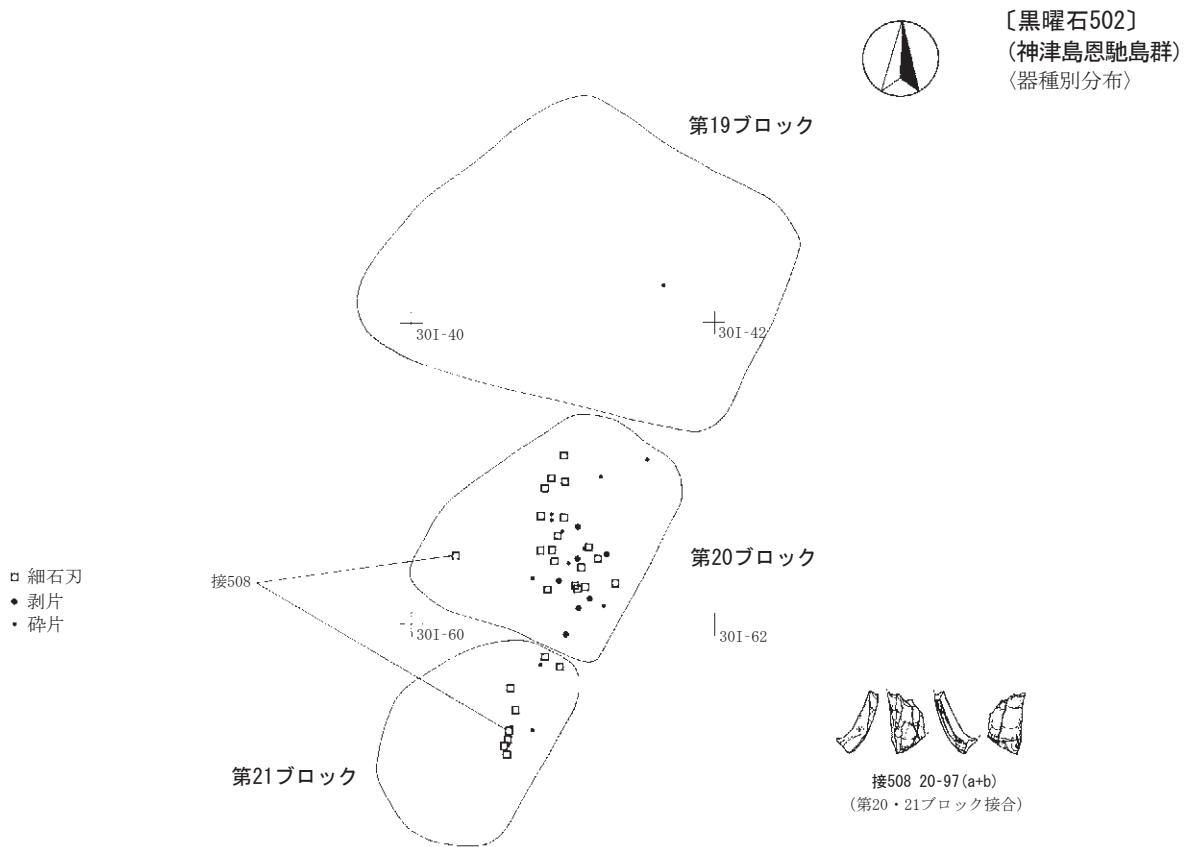 〔黒曜石502〕
(神津島恩馳島群)
〈器種別分布〉
第19ブロック
30I-40
30I-42
第20ブロック
細石刃
剥片
砕片
接508
30I-60
30I-62
第21ブロック
接508 20-97(a+b)
(第20・21ブロック接合)